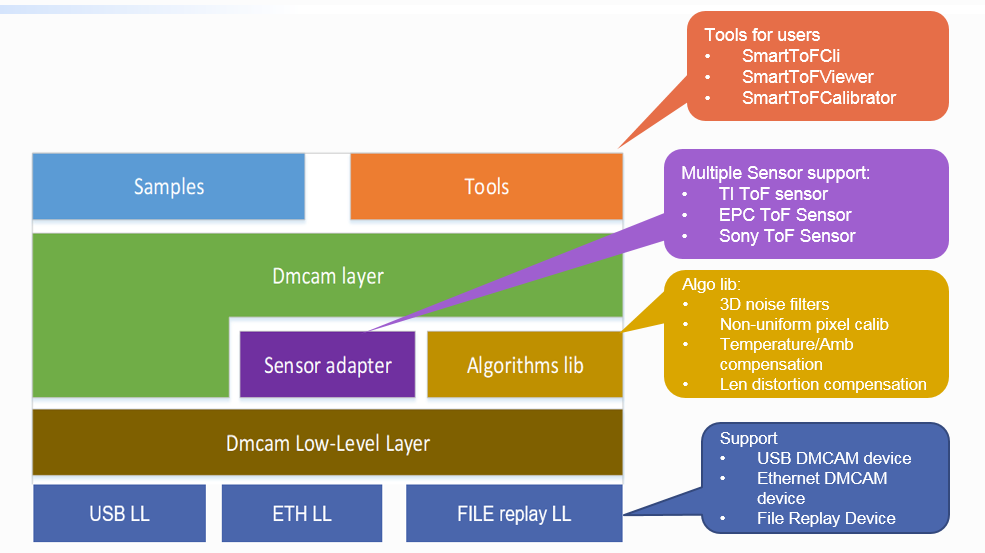 Tools for users
• SmartToFCli
• SmartToFViewer
• SmartToFCalibrator
Samples
Tools
Multiple Sensor support:
• TI ToF sensor
• EPC ToF Sensor
• Sony ToF Sensor
Dmcam layer
Algo lib:
• 3D noise filters
• Non-uniform pixel calib
• Temperature/Amb
compensation
• Len distortion compensation
Sensor adapter
Algorithms lib
Dmcam Low-Level Layer
Support
• USB DMCAM device
• Ethernet DMCAM
device
• File Replay Device
USB LL
ETH LL
FILE replay LL